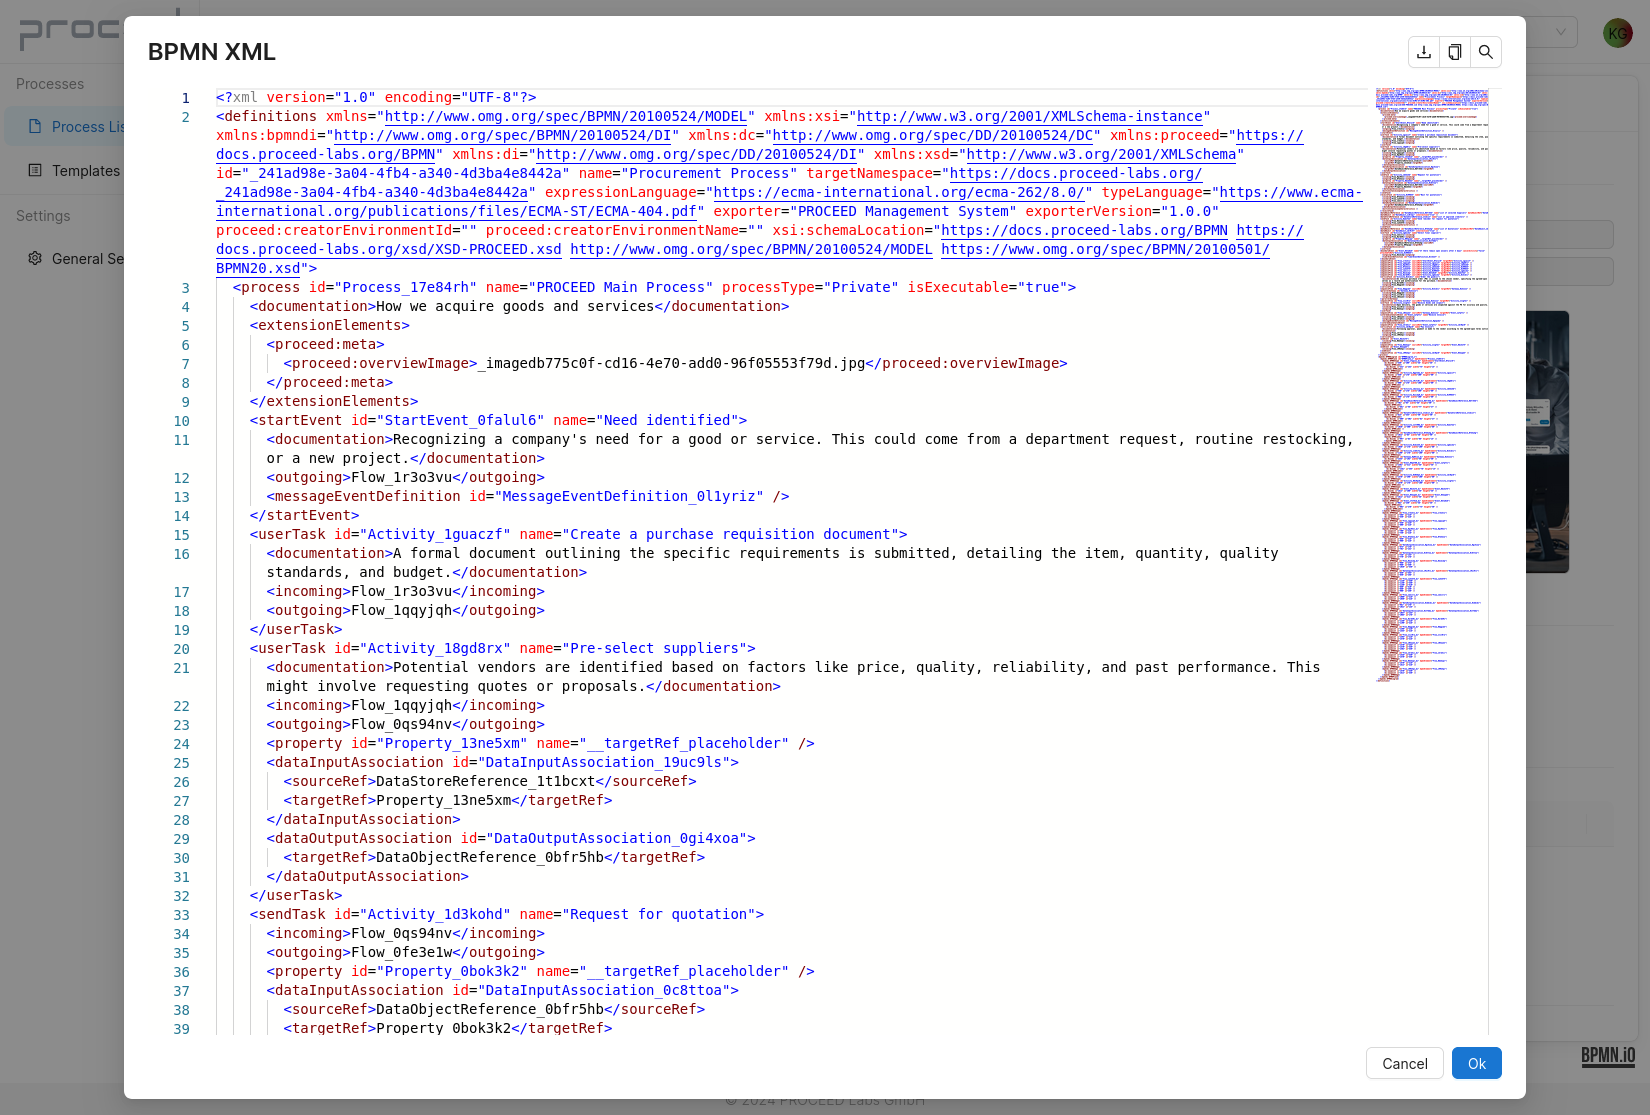 proc
KG
Processes
Process Lis
Templates
Settings
General Se
BPMN XML
1 <?xml version="1.0" encoding="UTF-8"?>
2 <definitions xmlns="http://www.omg.org/spec/BPMN/20100524/MODEL" xmlns:xsi="http://www.w3.org/2001/XMLSchema-instance"
xmlns:bpmndi="http://www.omg.org/spec/BPMN/20100524/DI" xmlns:dc="http://www.omg.org/spec/DD/20100524/DC" xmlns:proceed="https://
docs.proceed-labs.org/BPMN" xmlns:di="http://www.omg.org/spec/DD/20100524/DI" xmlns:xsd="http://www.w3.org/2001/XMLSchema"
id="_241ad98e-3a04-4fb4-a340-4d3ba4e8442a" name="Procurement Process" targetNamespace="https://docs.proceed-labs.org/
_241ad98e-3a04-4fb4-a340-4d3ba4e8442a" expressionLanguage="https://ecma-international.org/ecma-262/8.0/" typeLanguage="https://www.ecma-
international.org/publications/files/ECMA-ST/ECMA-404.pdf" exporter="PROCEED Management System" exporterVersion="1.0.0"
proceed:creatorEnvironmentId="" proceed:creatorEnvironmentName="" xsi:schemaLocation="https://docs.proceed-labs.org/BPMN https://
docs.proceed-labs.org/xsd/XSD-PROCEED.xsd http://www.omg.org/spec/BPMN/20100524/MODEL https://www.omg.org/spec/BPMN/20100501/
BPMN20.xsd">
3 <process id="Process_17e84rh" name="PROCEED Main Process" processType="Private" isExecutable="true">
4 <documentation>How we acquire goods and services</documentation>
5 <extensionElements>
6 <proceed:meta>
7 <proceed:overviewImage>_imagedb775c0f-cd16-4e70-add0-96f05553f79d.jpg</proceed:overviewImage>
8 </proceed:meta>
9 </extensionElements>
10 <startEvent id="StartEvent_0falul6" name="Need identified">
11 <documentation>Recognizing a company's need for a good or service. This could come from a department request, routine restocking,
or a new project.</documentation>
12 <outgoing>Flow_1r3o3vu</outgoing>
13 <messageEventDefinition id="MessageEventDefinition_0l1yriz" />
14 </startEvent>
15 <userTask id="Activity_1guaczf" name="Create a purchase requisition document">
16 <documentation>A formal document outlining the specific requirements is submitted, detailing the item, quantity, quality
standards, and budget.</documentation>
17 <incoming>Flow_1r3o3vu</incoming>
18 <outgoing>Flow_1qqyjqh</outgoing>
19 </userTask>
20 <userTask id="Activity_18gd8rx" name="Pre-select suppliers">
21 <documentation>Potential vendors are identified based on factors like price, quality, reliability, and past performance. This
might involve requesting quotes or proposals.</documentation>
22 <incoming>Flow_1qqyjqh</incoming>
23 <outgoing>Flow_0qs94nv</outgoing>
24 <property id="Property_13ne5xm" name="__targetRef_placeholder" />
25 <dataInputAssociation id="DataInputAssociation_19uc9ls">
26 <sourceRef>DataStoreReference_1t1bcxt</sourceRef>
27 <targetRef>Property_13ne5xm</targetRef>
28 </dataInputAssociation>
29 <dataOutputAssociation id="DataOutputAssociation_0gi4xoa">
30 <targetRef>DataObjectReference_0bfr5hb</targetRef>
31 </dataOutputAssociation>
32 </userTask>
33 <sendTask id="Activity_1d3kohd" name="Request for quotation">
34 <incoming>Flow_0qs94nv</incoming>
35 <outgoing>Flow_0fe3e1w</outgoing>
36 <property id="Property_0bok3k2" name="__targetRef_placeholder" />
37 <dataInputAssociation id="DataInputAssociation_0c8ttoa">
38 <sourceRef>DataObjectReference_0bfr5hb</sourceRef>
39 <targetRef>Property_0bok3k2</targetRef>
Cancel
Ok
BPMN.iO
© 2024 PROCEED Labs GmbH